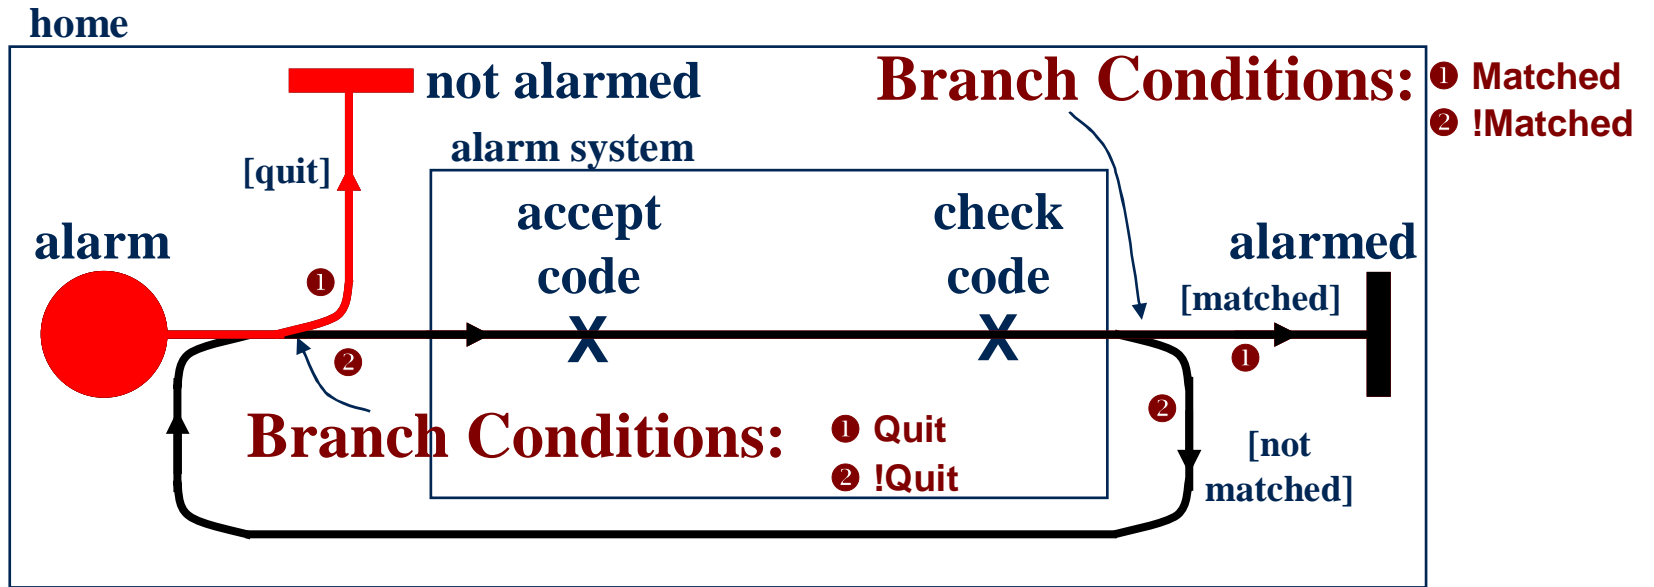 home
not alarmed
Branch Conditions:
❶ Matched
❷ !Matched
alarm system
[quit]
accept
code
check
code
alarm
alarmed
❶
[matched]
X
X
❷
❶
❷
Branch Conditions:
❶ Quit
❷ !Quit
[not
matched]